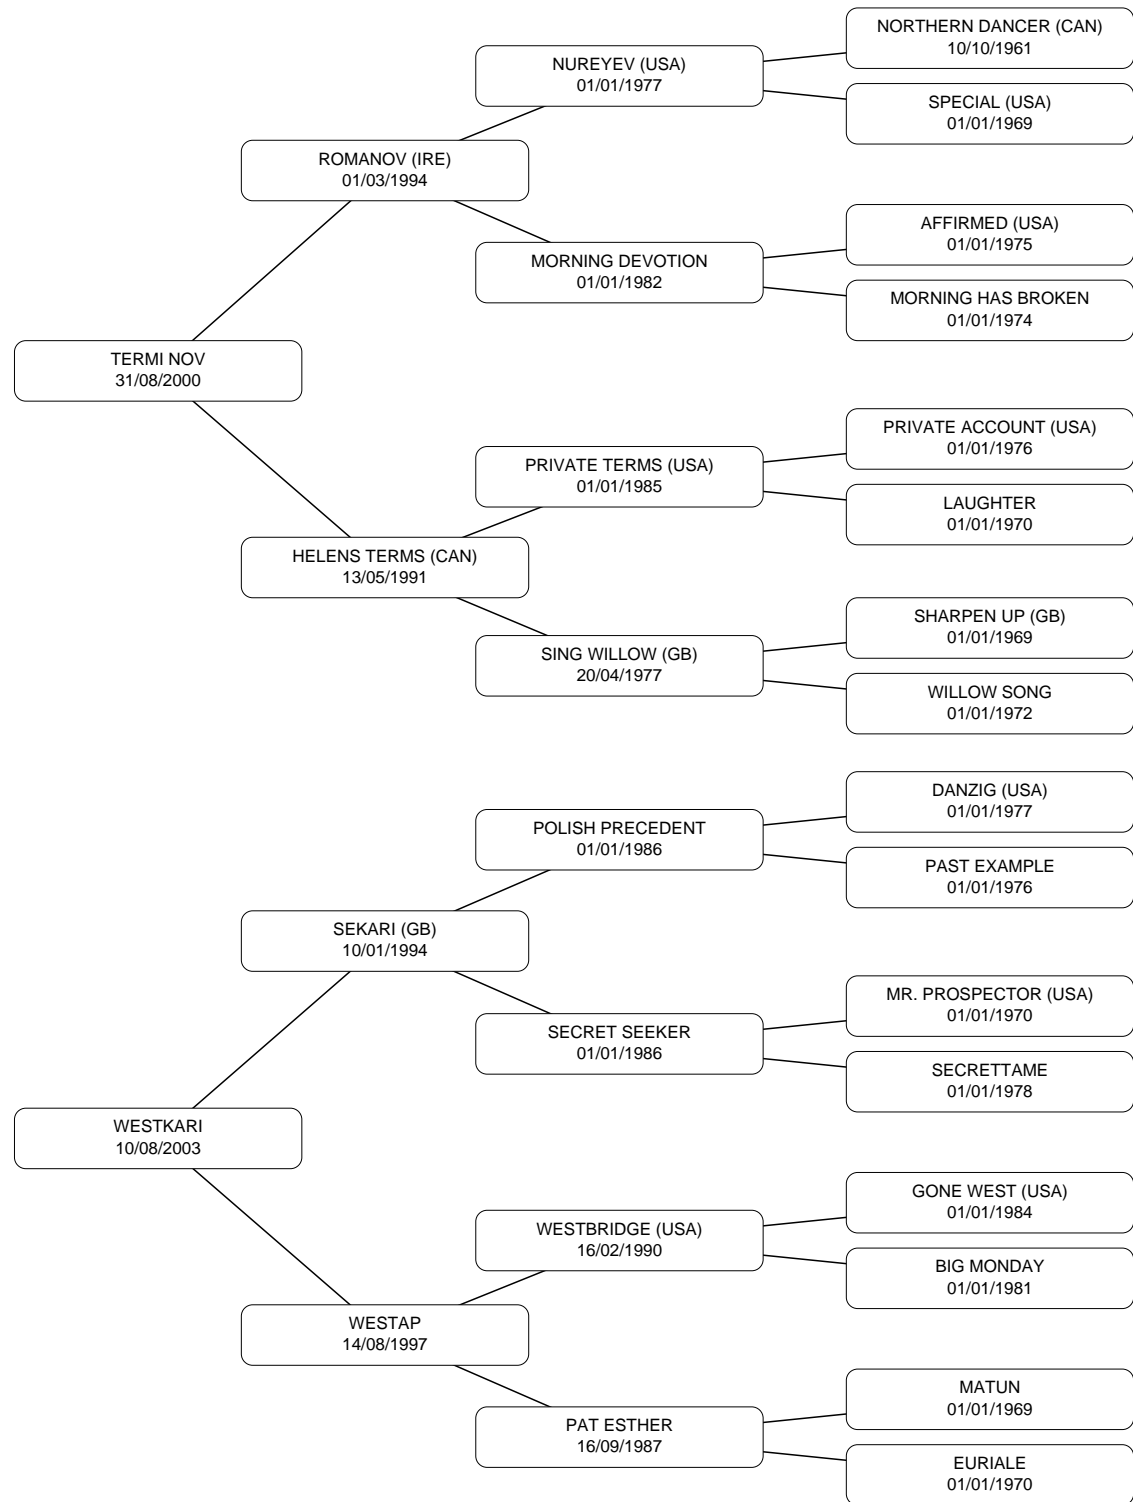 NORTHERN DANCER (CAN)
10/10/1961
NUREYEV (USA)
01/01/1977
SPECIAL (USA)
01/01/1969
ROMANOV (IRE)
01/03/1994
AFFIRMED (USA)
01/01/1975
MORNING DEVOTION
01/01/1982
MORNING HAS BROKEN
01/01/1974
TERMI NOV
31/08/2000
PRIVATE ACCOUNT (USA)
01/01/1976
PRIVATE TERMS (USA)
01/01/1985
LAUGHTER
01/01/1970
HELENS TERMS (CAN)
13/05/1991
SHARPEN UP (GB)
01/01/1969
SING WILLOW (GB)
20/04/1977
WILLOW SONG
01/01/1972
DANZIG (USA)
01/01/1977
POLISH PRECEDENT
01/01/1986
PAST EXAMPLE
01/01/1976
SEKARI (GB)
10/01/1994
MR. PROSPECTOR (USA)
01/01/1970
SECRET SEEKER
01/01/1986
SECRETTAME
01/01/1978
WESTKARI
10/08/2003
GONE WEST (USA)
01/01/1984
WESTBRIDGE (USA)
16/02/1990
BIG MONDAY
01/01/1981
WESTAP
14/08/1997
MATUN
01/01/1969
PAT ESTHER
16/09/1987
EURIALE
01/01/1970